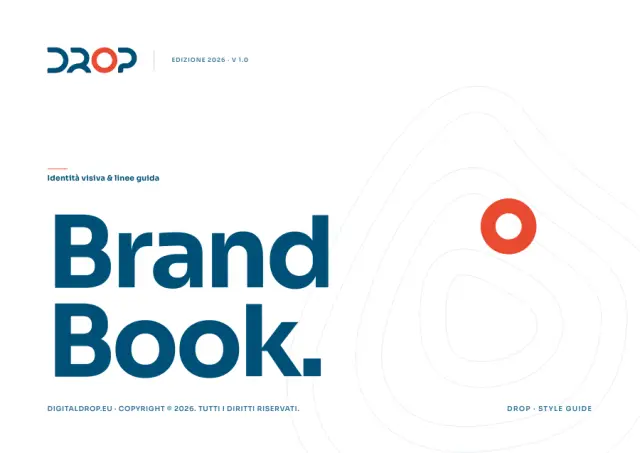 DROP
EDIZIONE 2026 · V 1.0
Identità visiva & linee guida
Brand
Book.
DIGITALDROP.EU · COPYRIGHT © 2026. TUTTI I DIRITTI RISERVATI.
DROP · STYLE GUIDE